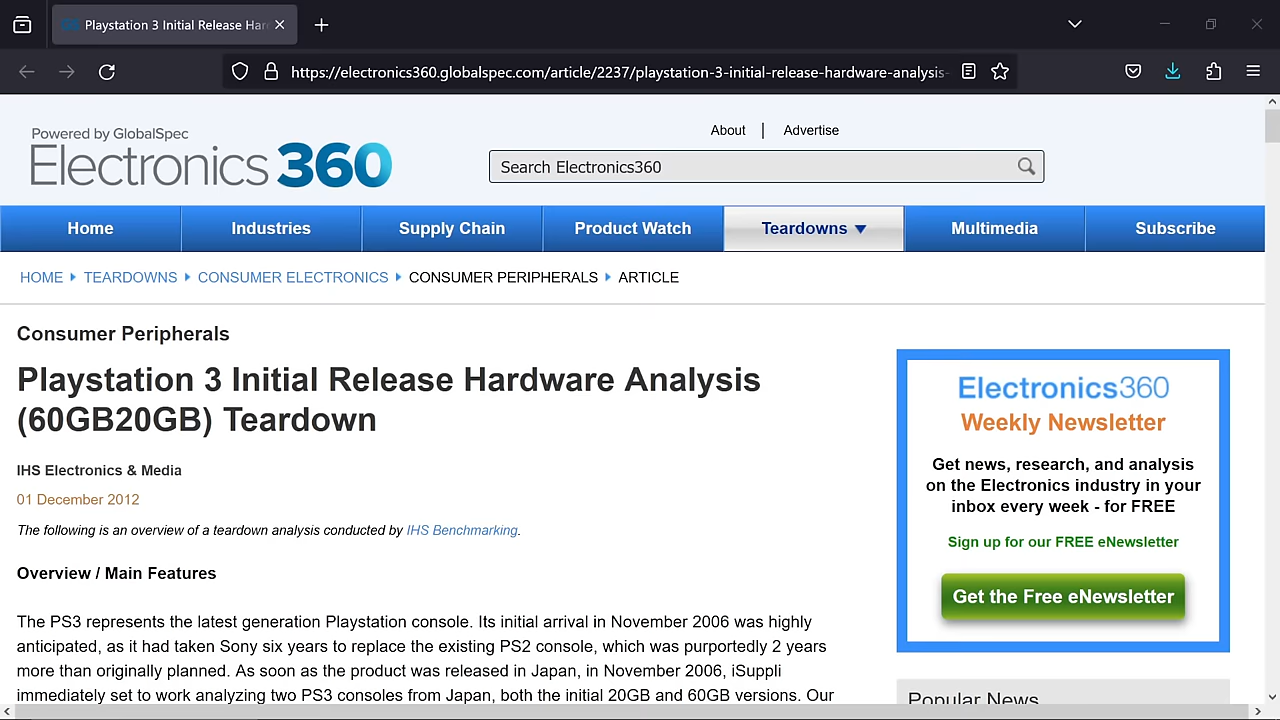 Playstation 3 Initial Release Har
https://electronics360.globalspec.com/article/2237/playstation-3-initial-release-hardware-analysis-
Powered by GlobalSpec
Electronics 360
About | Advertise
Search Electronics360
Home Industries Supply Chain Product Watch Teardowns ▼ Multimedia Subscribe
HOME TEARDOWNS CONSUMER ELECTRONICS CONSUMER PERIPHERALS ARTICLE
Consumer Peripherals
Playstation 3 Initial Release Hardware Analysis
(60GB20GB) Teardown
IHS Electronics & Media
01 December 2012
The following is an overview of a teardown analysis conducted by IHS Benchmarking.
Overview / Main Features
The PS3 represents the latest generation Playstation console. Its initial arrival in November 2006 was highly
anticipated, as it had taken Sony six years to replace the existing PS2 console, which was purportedly 2 years
more than originally planned. As soon as the product was released in Japan, in November 2006, iSuppli
immediately set to work analyzing two PS3 consoles from Japan, both the initial 20GB and 60GB versions. Our
Electronics360
Weekly Newsletter
Get news, research, and analysis
on the Electronics industry in your
inbox every week - for FREE
Sign up for our FREE eNewsletter
Get the Free eNewsletter
Popular News